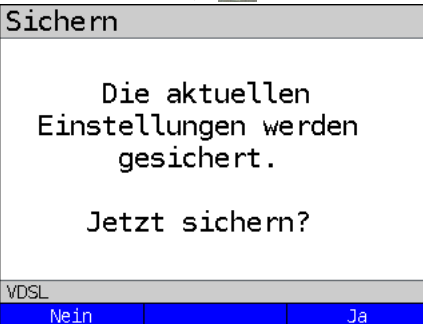 Sichern
Die aktuellen
Einstellungen werden
gesichert.
Jetzt sichern?
VDSL
Nein
Ja